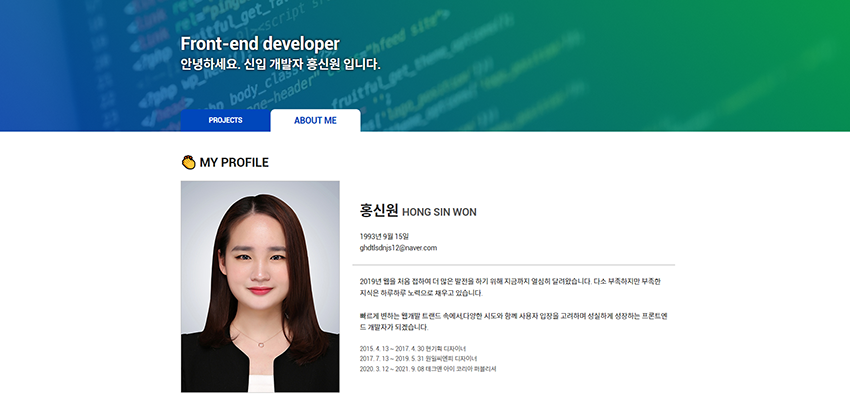 Front-end developer
안녕하세요. 신입 개발자 홍신원 입니다.
PROJECTS
ABOUT ME
MY PROFILE
홍신원 HONG SIN WON
1993년 9월 15일
ghdtlsdnjs12@naver.com
2019년 웹을 처음 접하여 더 많은 발전을 하기 위해 지금까지 열심히 달려왔습니다. 다소 부족하지만 부족한
지식은 하루하루 노력으로 채우고 있습니다.
빠르게 변하는 웹개발 트랜드 속에서,다양한 시도와 함께 사용자 입장을 고려하며 성실하게 성장하는 프론트엔
드 개발자가 되겠습니다.
2015. 4. 13 ~ 2017. 4. 30 한기획 디자이너
2017. 7. 13 ~ 2019. 5. 31 원일씨엔피 디자이너
2020. 3. 12 ~ 2021. 9. 08 태그앤 아이 코리아 퍼블리셔